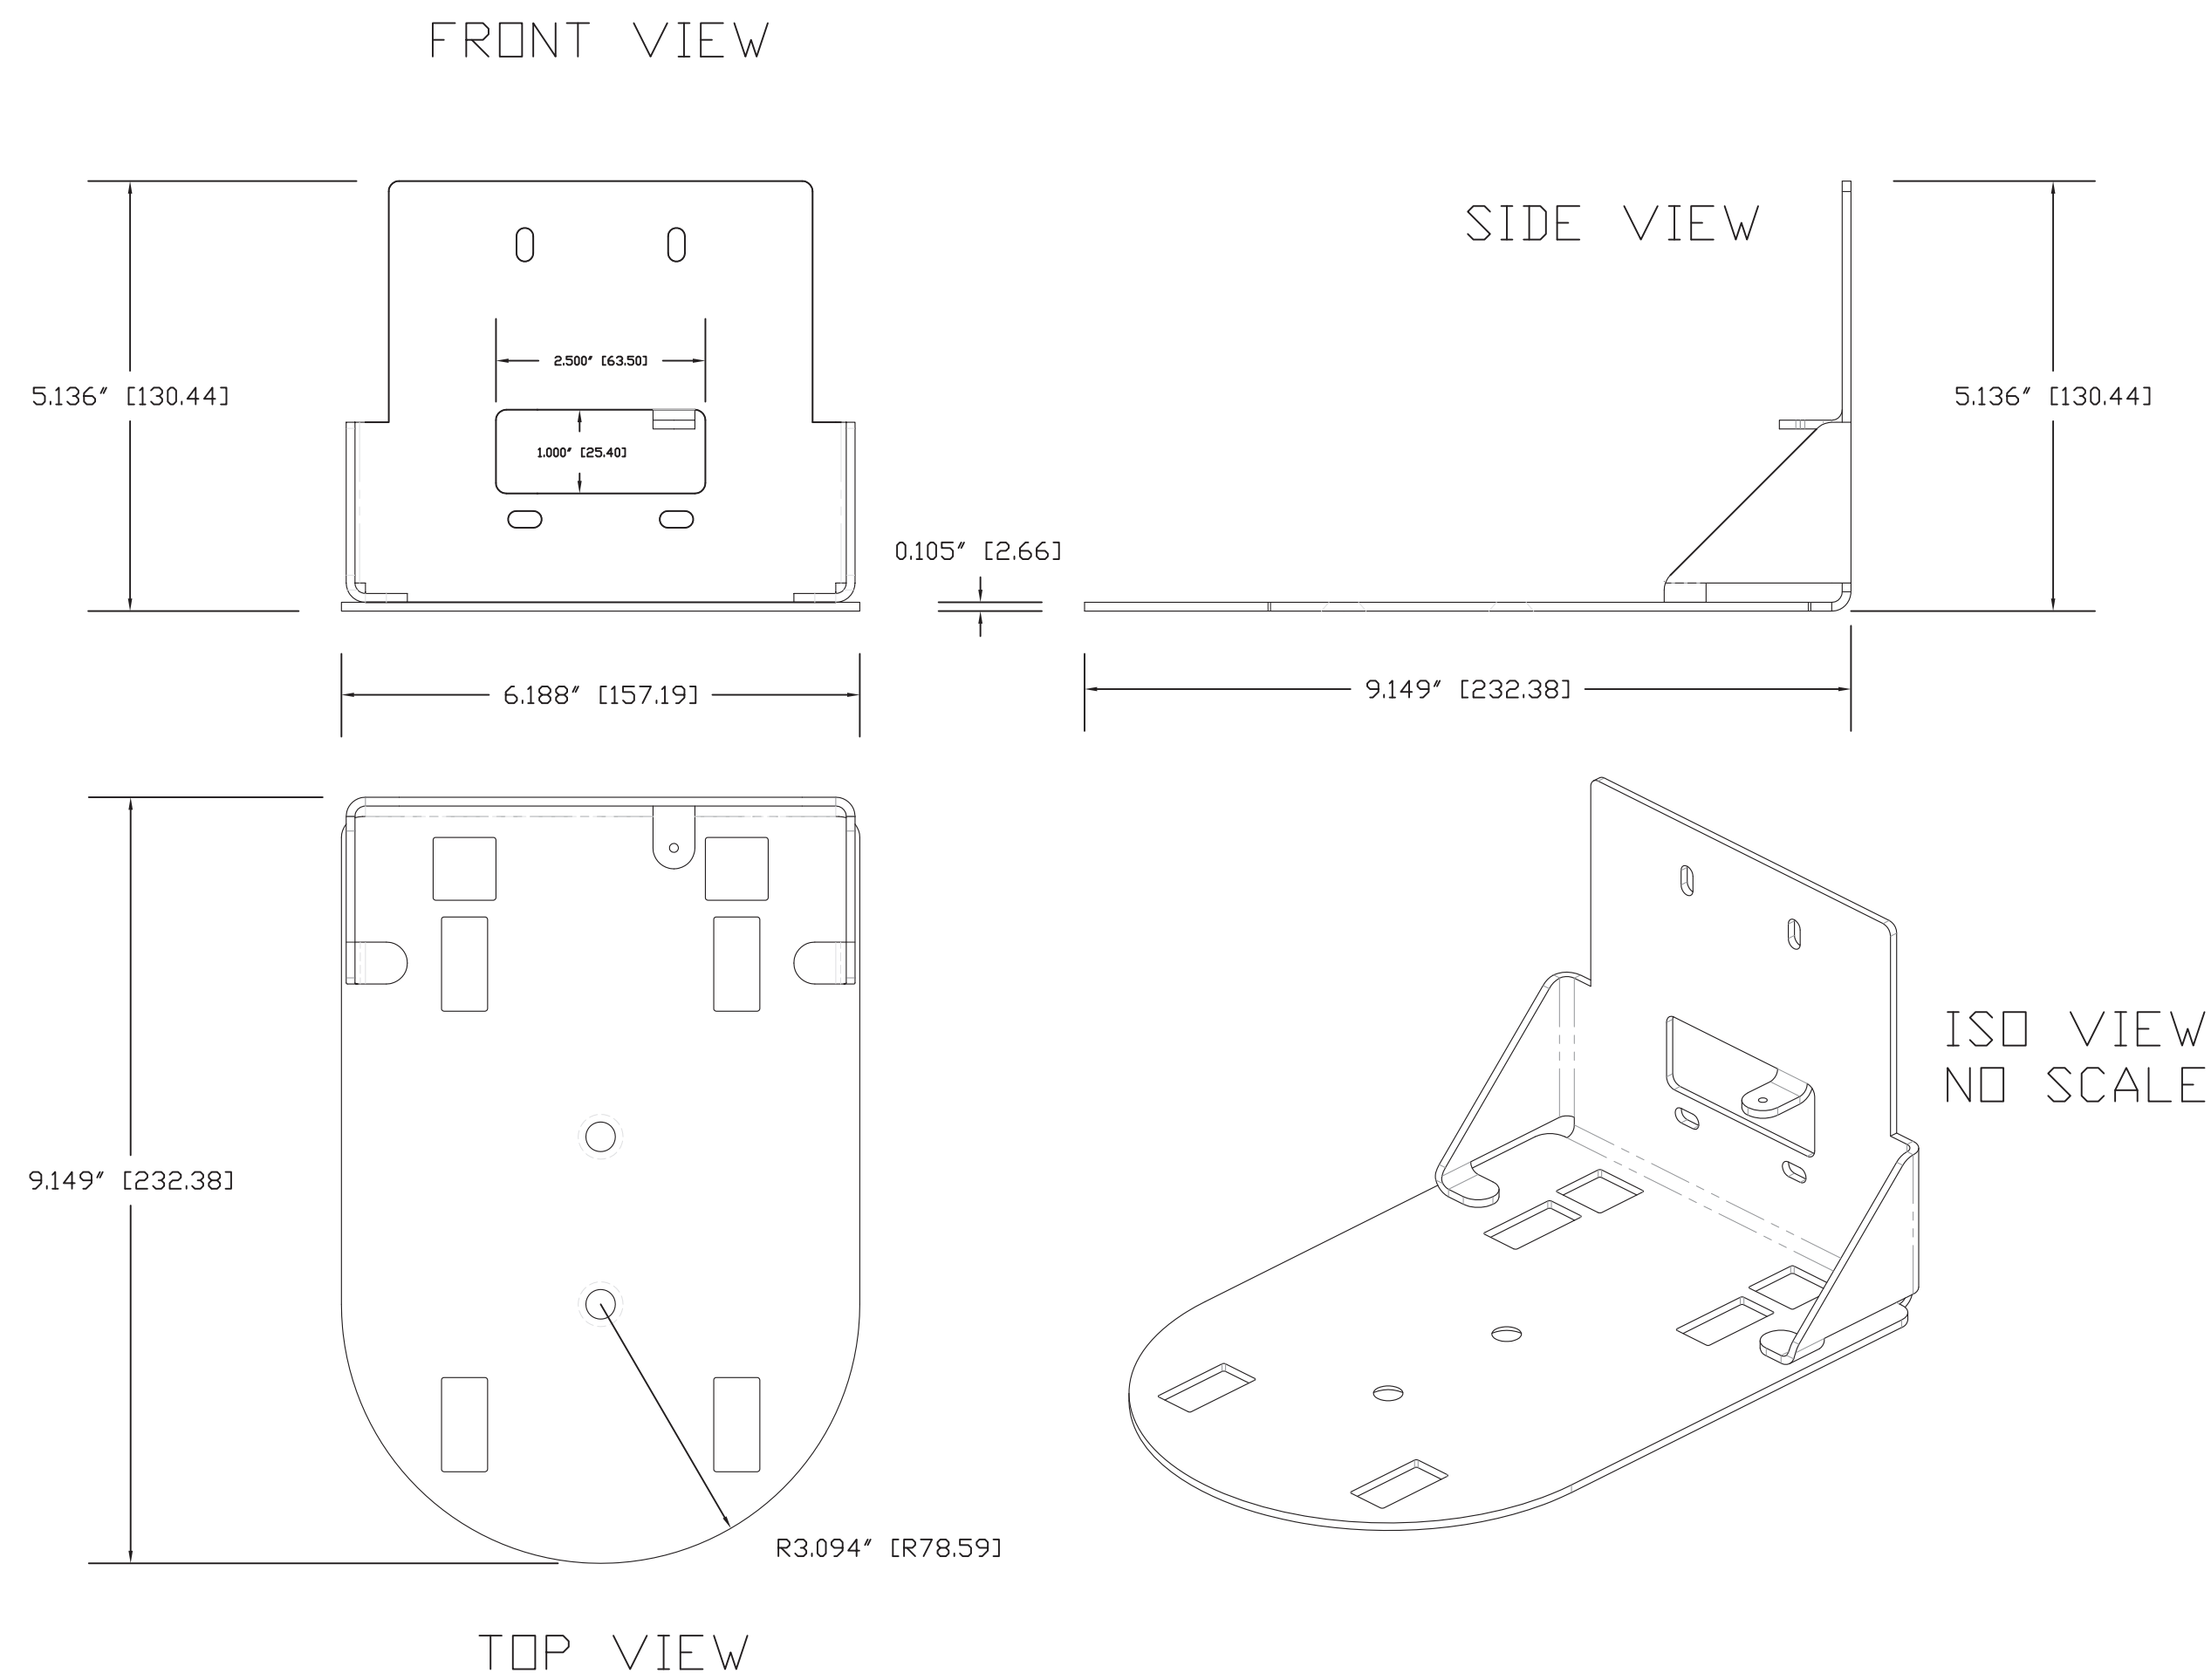 FRONT VIEW
SIDE VIEW
2.500″ [63.50]
5.136″ [130.44]
5.136″ [130.44]
1.000″ [25.40]
0.105″ [2.66]
6.188″ [157.19]
9.149″ [232.38]
ISO VIEW
NO SCALE
9.149″ [232.38]
R3.094″ [R78.59]
TOP VIEW